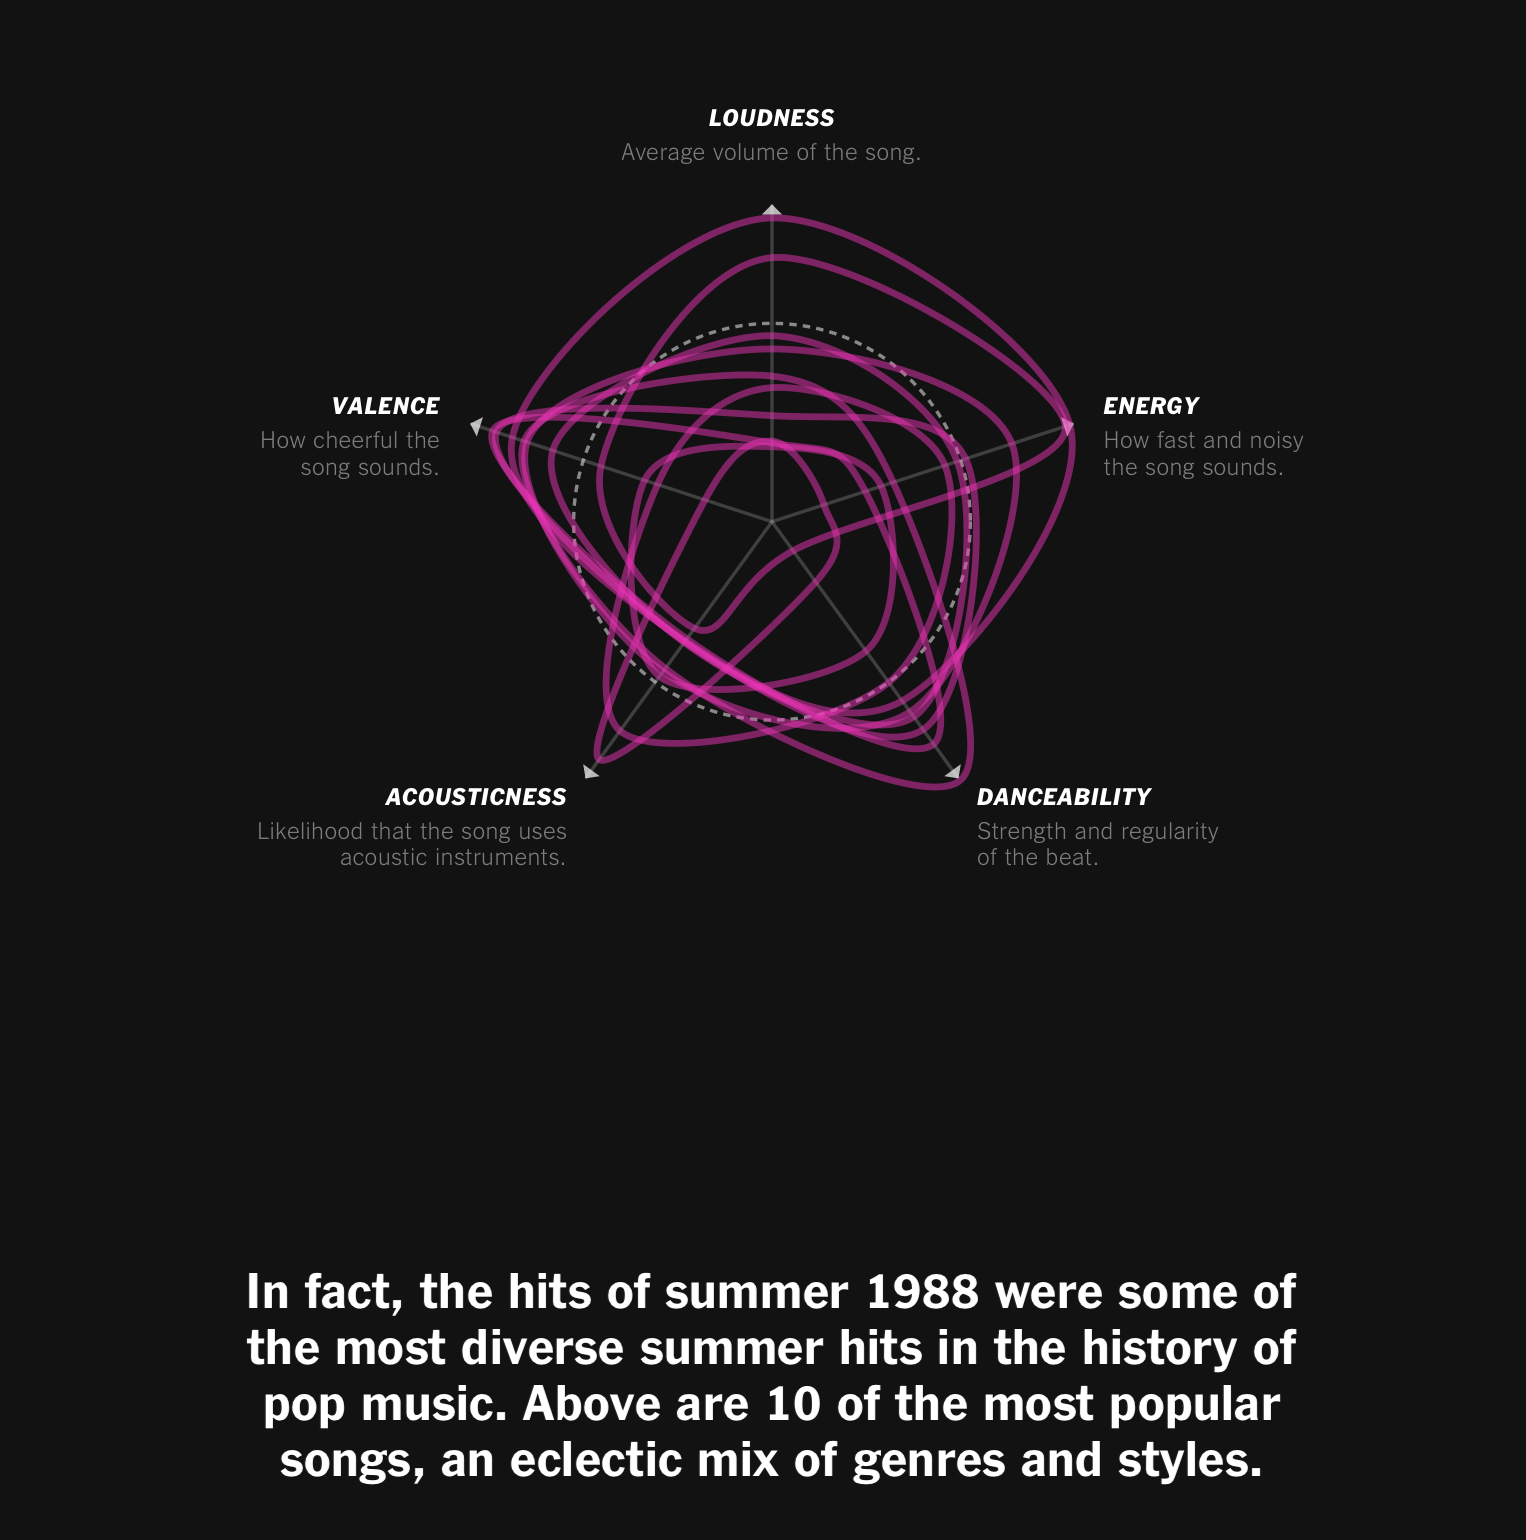 LOUDNESS
Average volume of the song.
VALENCE
How cheerful the
song sounds.
ENERGY
How fast and noisy
the song sounds.
ACOUSTICNESS
Likelihood that the song uses
acoustic instruments.
DANCEABILITY
Strength and regularity
of the beat.
In fact, the hits of summer 1988 were some of
the most diverse summer hits in the history of
pop music. Above are 10 of the most popular
songs, an eclectic mix of genres and styles.